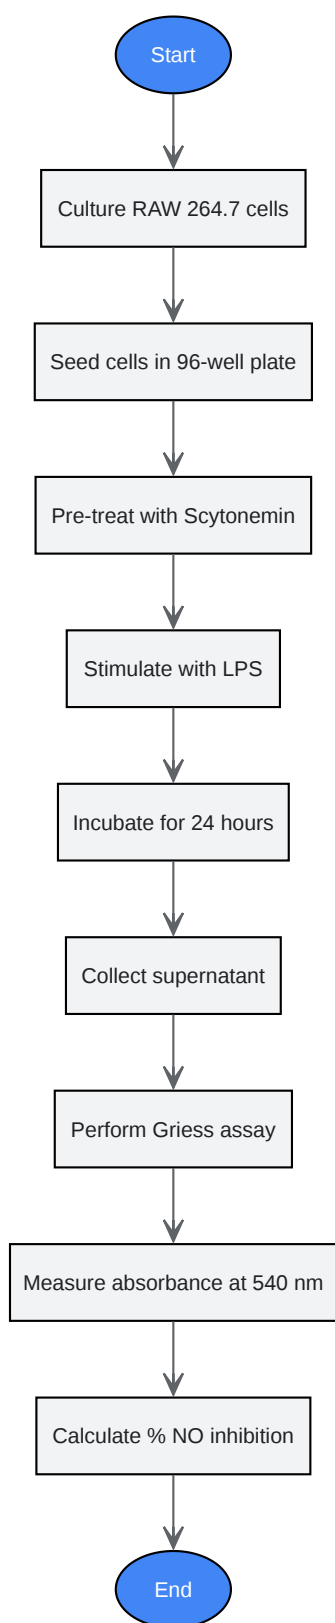 Start
Culture RAW 264.7 cells
Seed cells in 96-well plate
Pre-treat with Scytonemin
Stimulate with LPS
Incubate for 24 hours
Collect supernatant
Perform Griess assay
Measure absorbance at 540 nm
Calculate % NO inhibition
End